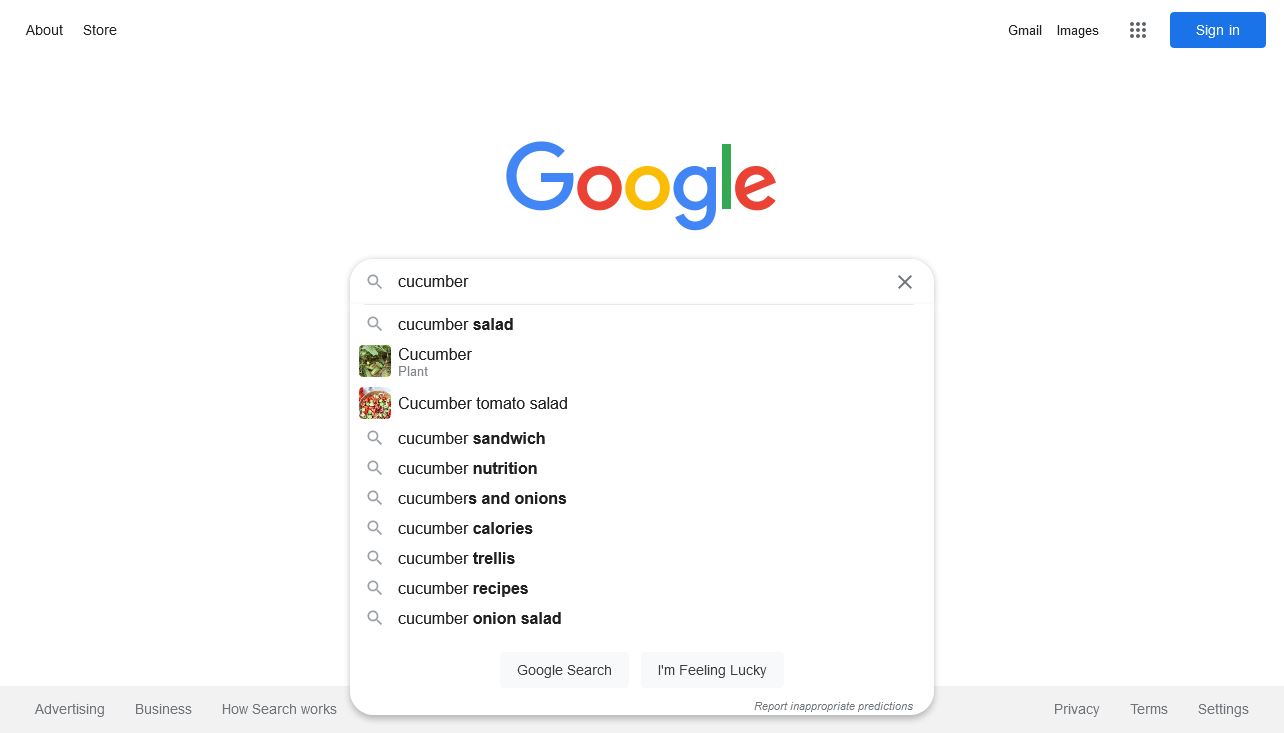 About Store Gmail Images Sign in
Google
cucumber
cucumber salad
Cucumber
Plant
Cucumber tomato salad
cucumber sandwich
cucumber nutrition
cucumbers and onions
cucumber calories
cucumber trellis
cucumber recipes
cucumber onion salad
Google Search I'm Feeling Lucky
Report inappropriate predictions
Advertising Business How Search works Privacy Terms Settings